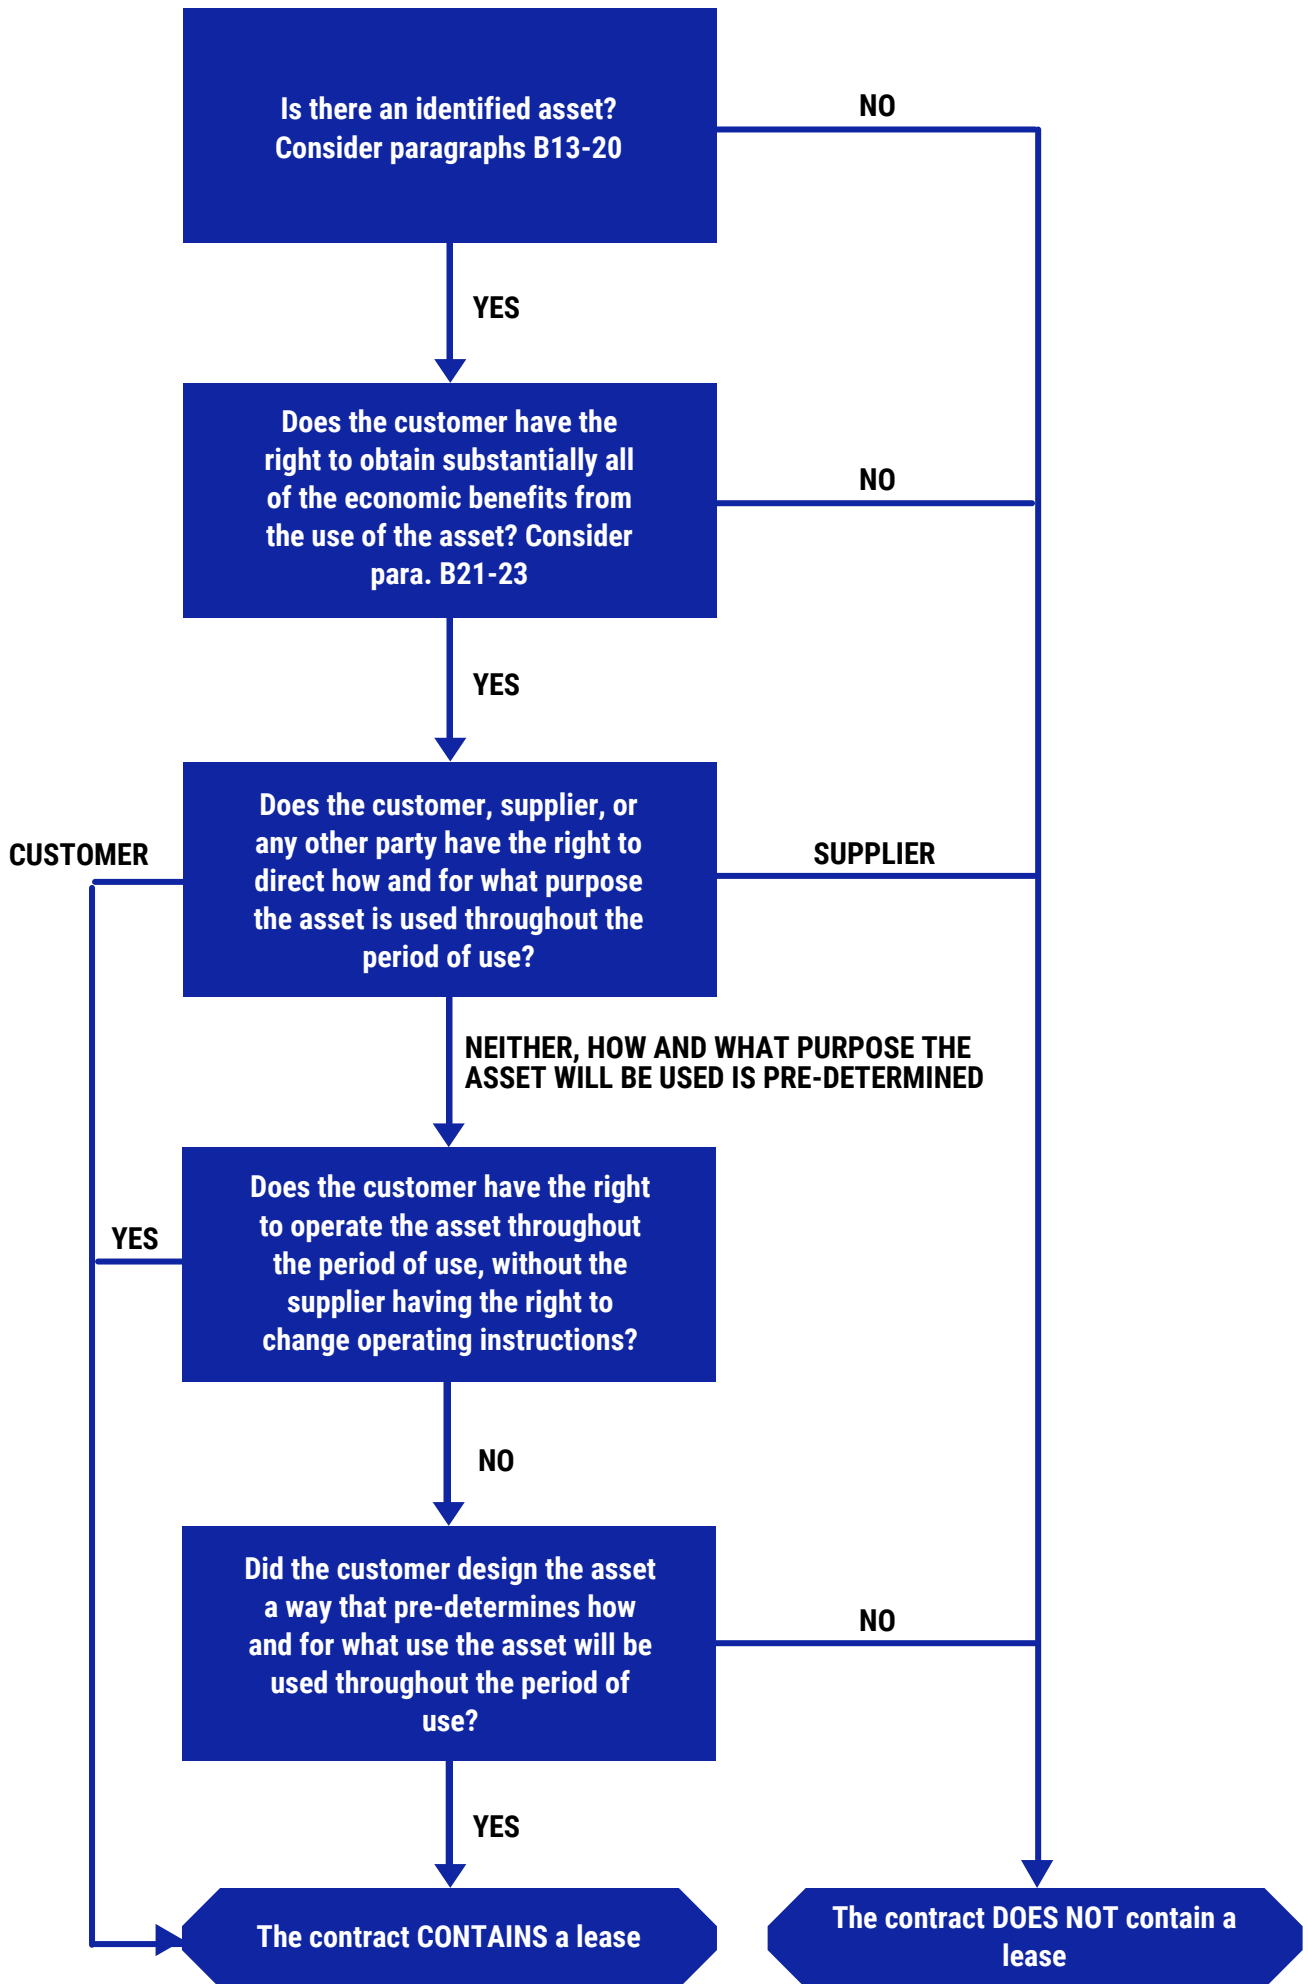 Is there an identified asset?
Consider paragraphs B13-20
NO
YES
Does the customer have the
right to obtain substantially all
of the economic benefits from
the use of the asset? Consider
para. B21-23
NO
YES
Does the customer, supplier, or
any other party have the right to
direct how and for what purpose
the asset is used throughout the
period of use?
CUSTOMER
SUPPLIER
NEITHER, HOW AND WHAT PURPOSE THE
ASSET WILL BE USED IS PRE-DETERMINED
Does the customer have the right
to operate the asset throughout
the period of use, without the
supplier having the right to
change operating instructions?
YES
NO
Did the customer design the asset
a way that pre-determines how
and for what use the asset will be
used throughout the period of
use?
NO
YES
The contract CONTAINS a lease
The contract DOES NOT contain a
lease